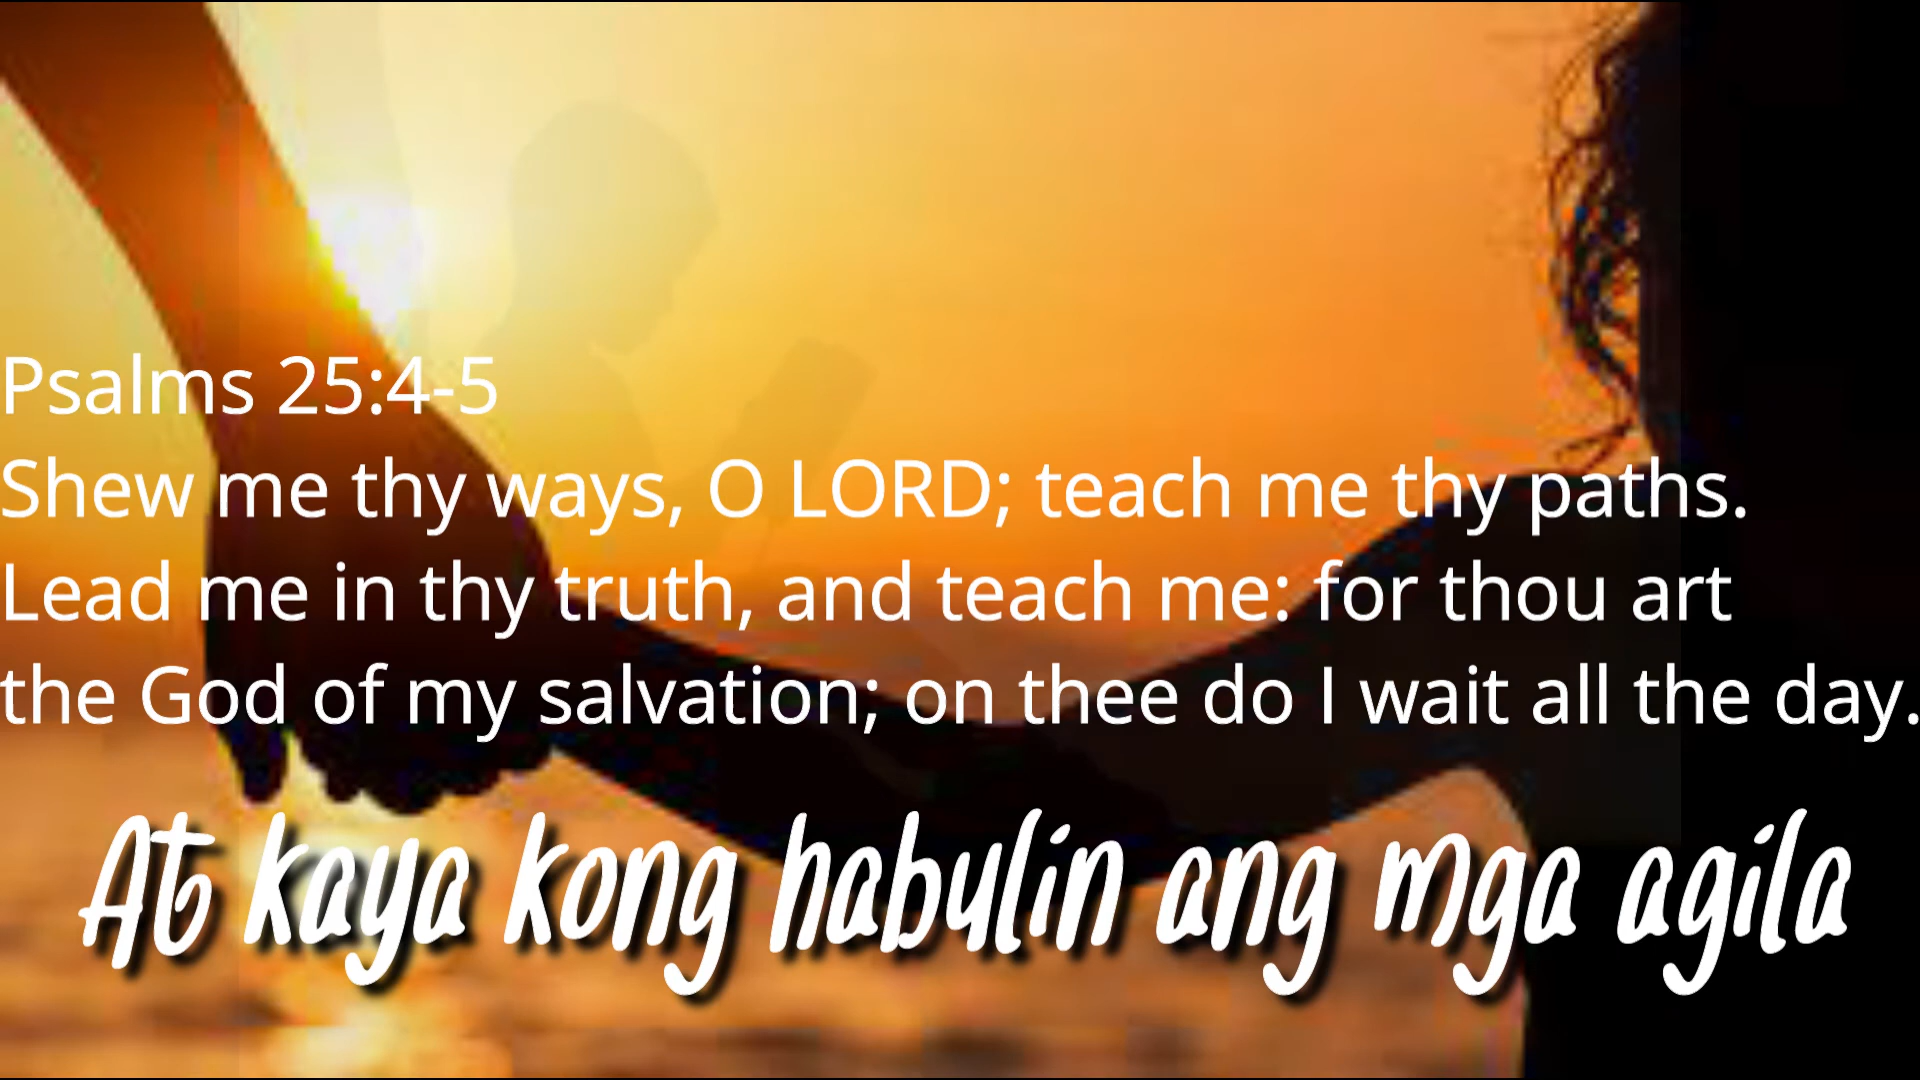 Psalms 25:4-5
Shew me thy ways, O LORD; teach me thy paths.
Lead me in thy truth, and teach me: for thou art
the God of my salvation; on thee do I wait all the day.
At kaya kong habulin ang mga agila